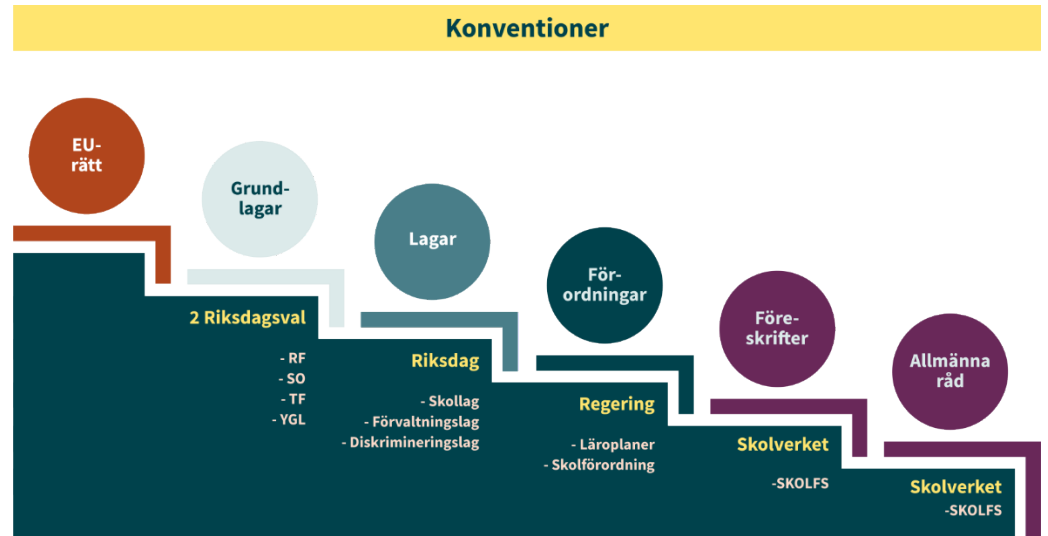 Konventioner
EU-
rätt
Grund-
lagar
Lagar
För-
ordningar
Före-
skrifter
Allmänna
råd
2 Riksdagsval
- RF
- SO
- TF
- YGL
Riksdag
- Skollag
- Förvaltningslag
- Diskrimineringslag
Regering
- Läroplaner
- Skolförordning
Skolverket
-SKOLFS
Skolverket
-SKOLFS